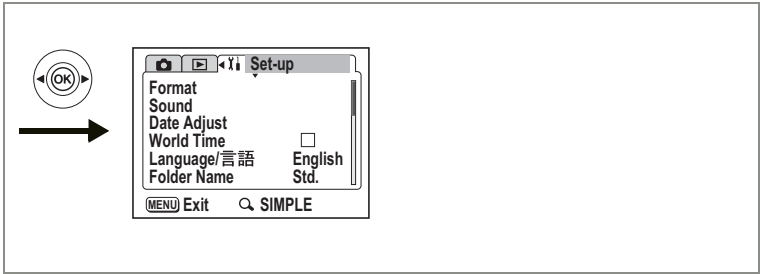 OK
Set-up
Format
Sound
Date Adjust
World Time
Language/言語 English
Folder Name Std.
MENU Exit SIMPLE